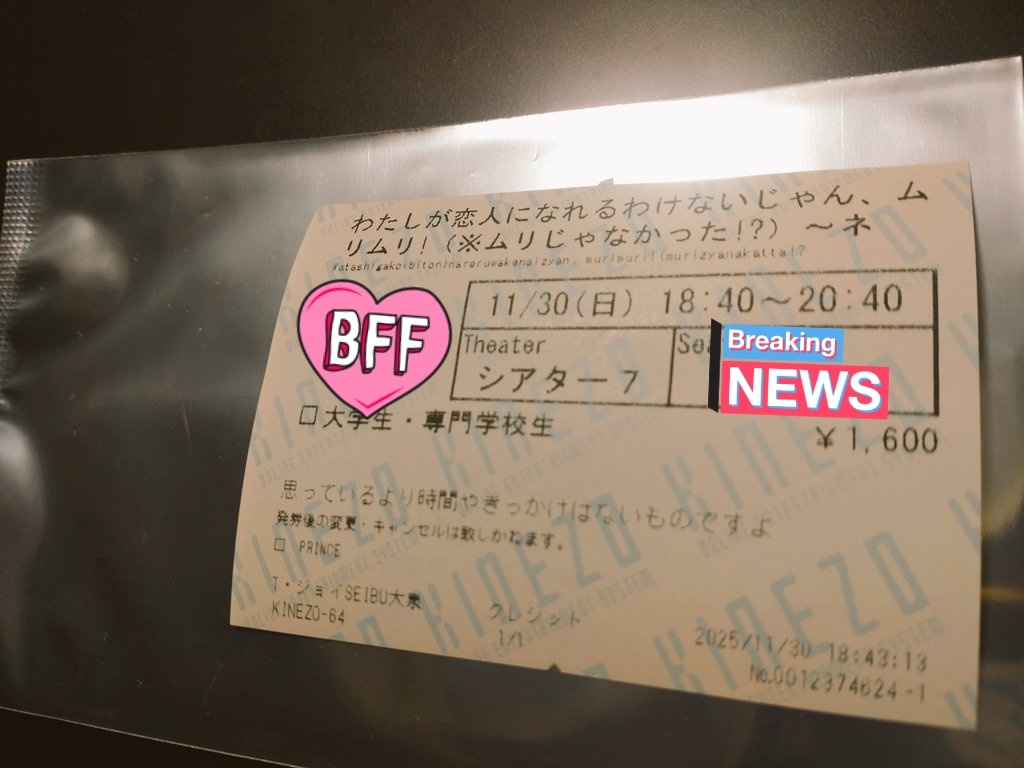 わたしが恋人になれるわけないじゃん、ム
リムリ!(※ムリじゃなかった!?) ～ネ
Watashigakoibitoninareruwakenaizyan, murimuri!(murizyanakatta!?
BFF
11/30(日) 18:40～20:40
Theater
シアター7
Breaking
NEWS
□大学生・専門学校生
¥1,600
思っているより時間やきっかけはないものですよ
発券後の変更・キャンセルは致しかねます。
□ PRINCE
T・ジョイSEIBU大泉
KINEZO-64
クレジット
1/1
2025/11/30 18:43:13
No.0012374624-1
KINEZO
ONLINE ENTERTAINMENT SYSTEM